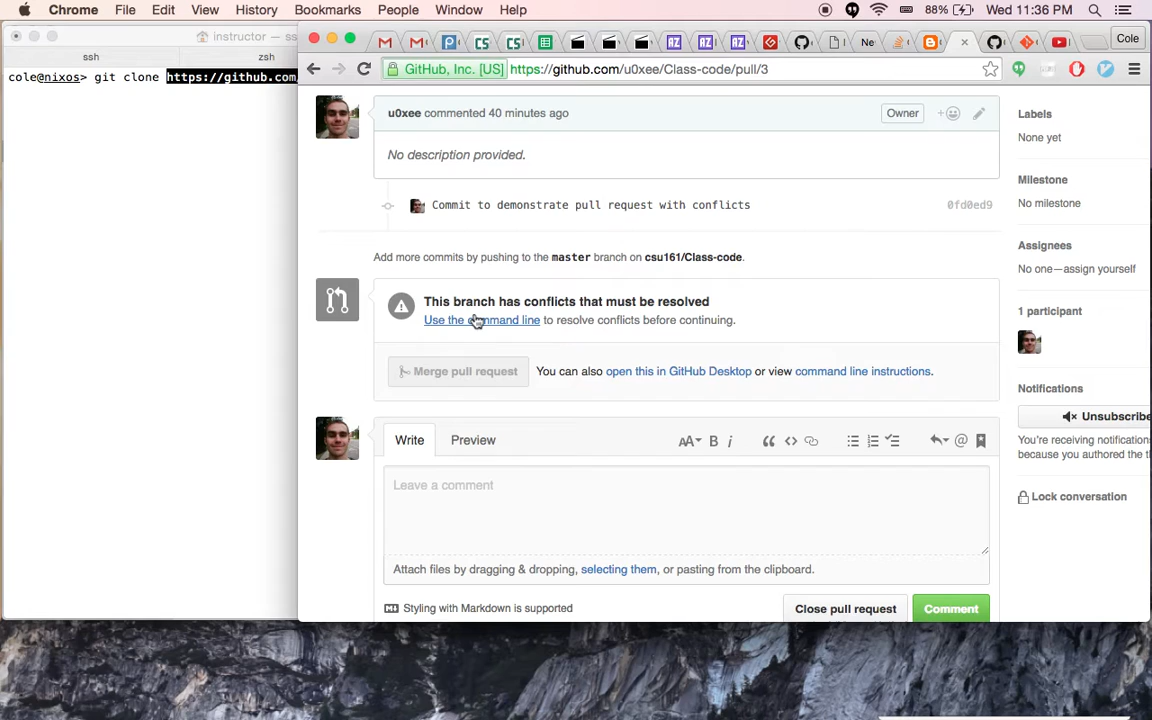 Chrome File Edit View History Bookmarks People Window Help 88% Wed 11:36 PM
instructor — ss
Cole
ssh zsh
GitHub, Inc. [US] https://github.com/u0xee/Class-code/pull/3
cole@nixos> git clone https://github.com/
u0xee commented 40 minutes ago Owner
No description provided.
Commit to demonstrate pull request with conflicts 0fd0ed9
Add more commits by pushing to the master branch on csu161/Class-code.
This branch has conflicts that must be resolved
Use the command line to resolve conflicts before continuing.
Merge pull request You can also open this in GitHub Desktop or view command line instructions.
Write Preview
AA B i
Leave a comment
Attach files by dragging & dropping, selecting them, or pasting from the clipboard.
Styling with Markdown is supported
Close pull request Comment
Labels
None yet
Milestone
No milestone
Assignees
No one—assign yourself
1 participant
Notifications
Unsubscribe
You're receiving notifications
because you authored the t
Lock conversation